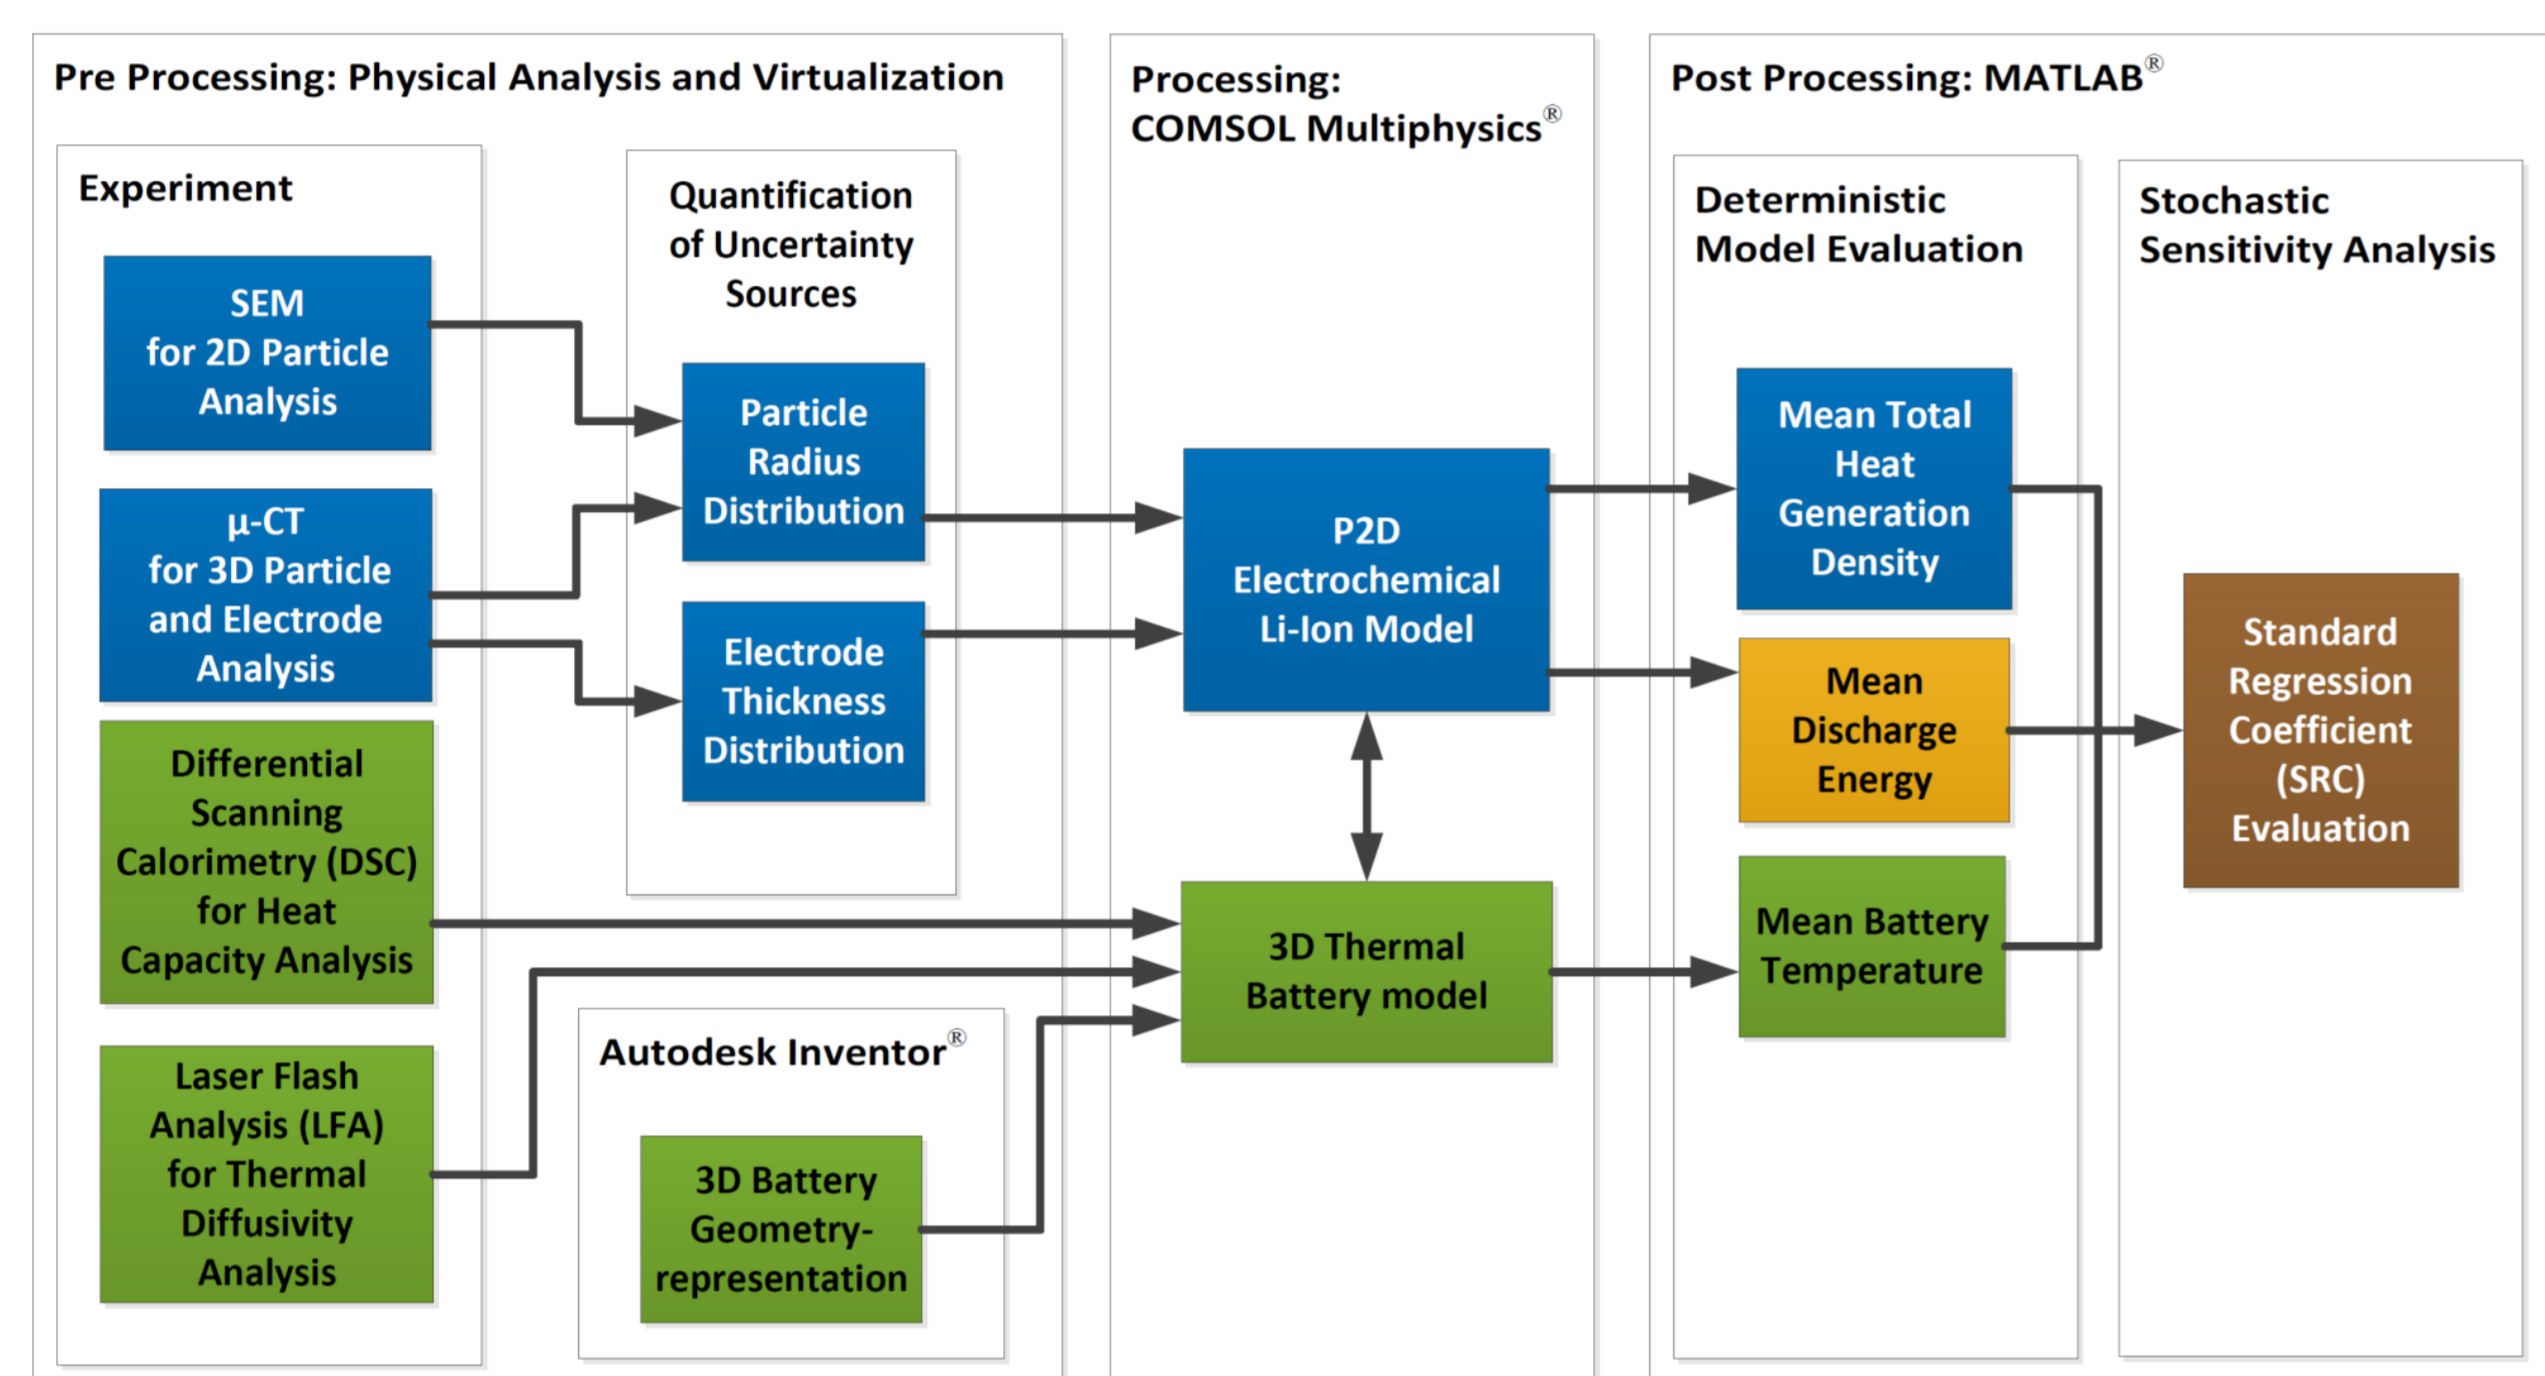 Pre Processing: Physical Analysis and Virtualization
Experiment
SEM
for 2D Particle
Analysis
µ-CT
for 3D Particle
and Electrode
Analysis
Differential
Scanning
Calorimetry (DSC)
for Heat
Capacity Analysis
Laser Flash
Analysis (LFA)
for Thermal
Diffusivity
Analysis
Quantification
of Uncertainty
Sources
Particle
Radius
Distribution
Electrode
Thickness
Distribution
Autodesk Inventor®
3D Battery
Geometry-
representation
Processing:
COMSOL Multiphysics®
P2D
Electrochemical
Li-Ion Model
3D Thermal
Battery model
Post Processing: MATLAB®
Deterministic
Model Evaluation
Mean Total
Heat
Generation
Density
Mean
Discharge
Energy
Mean Battery
Temperature
Stochastic
Sensitivity Analysis
Standard
Regression
Coefficient
(SRC)
Evaluation